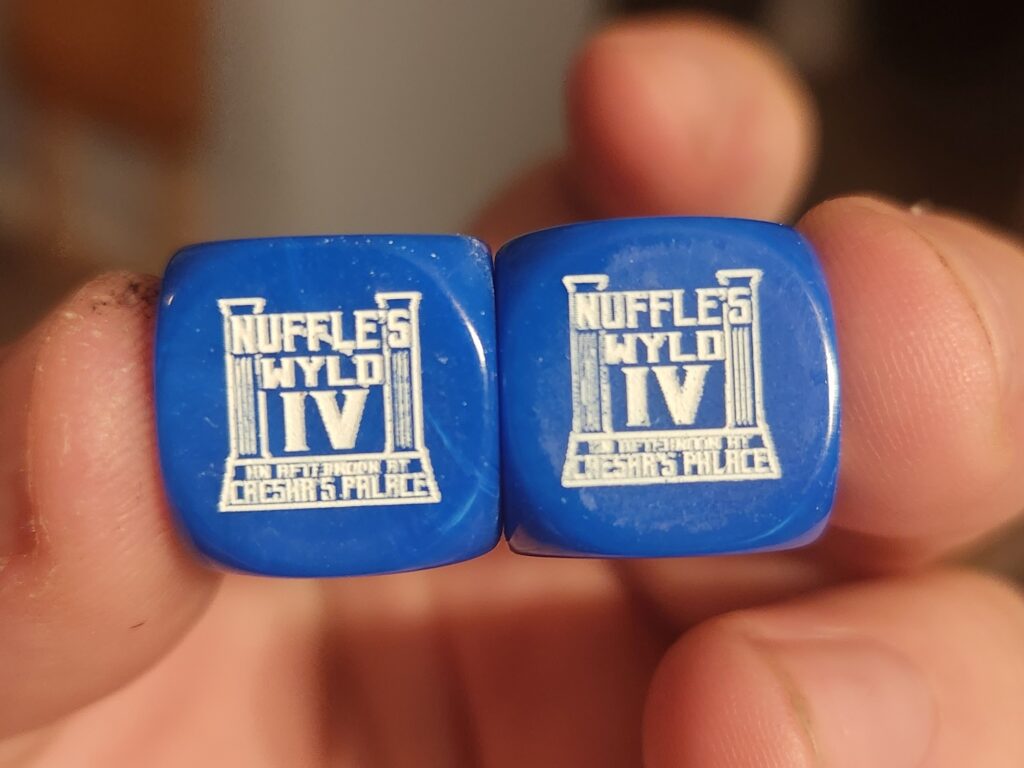 NUFFLE'S
WYLD
IV
AN AFTERNOON AT
CAESAR'S PALACE
NUFFLE'S
WYLD
IV
AN AFTERNOON AT
CAESAR'S PALACE